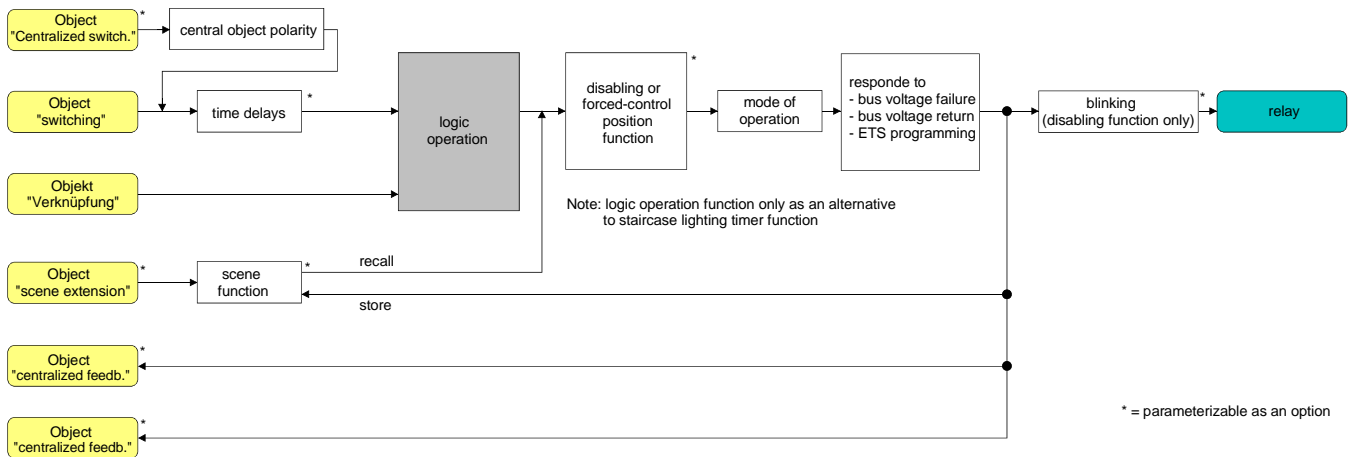 Object
"Centralized switch."
*
central object polarity
Object
"switching"
time delays
*
logic
operation
disabling or
forced-control
position
function
*
mode of
operation
responde to
- bus voltage failure
- bus voltage return
- ETS programming
blinking
(disabling function only)
*
relay
Objekt
"Verknüpfung"
Note: logic operation function only as an alternative
to staircase lighting timer function
Object
"scene extension"
*
scene
function
*
recall
store
Object
"centralized feedb."
*
Object
"centralized feedb."
*
* = parameterizable as an option